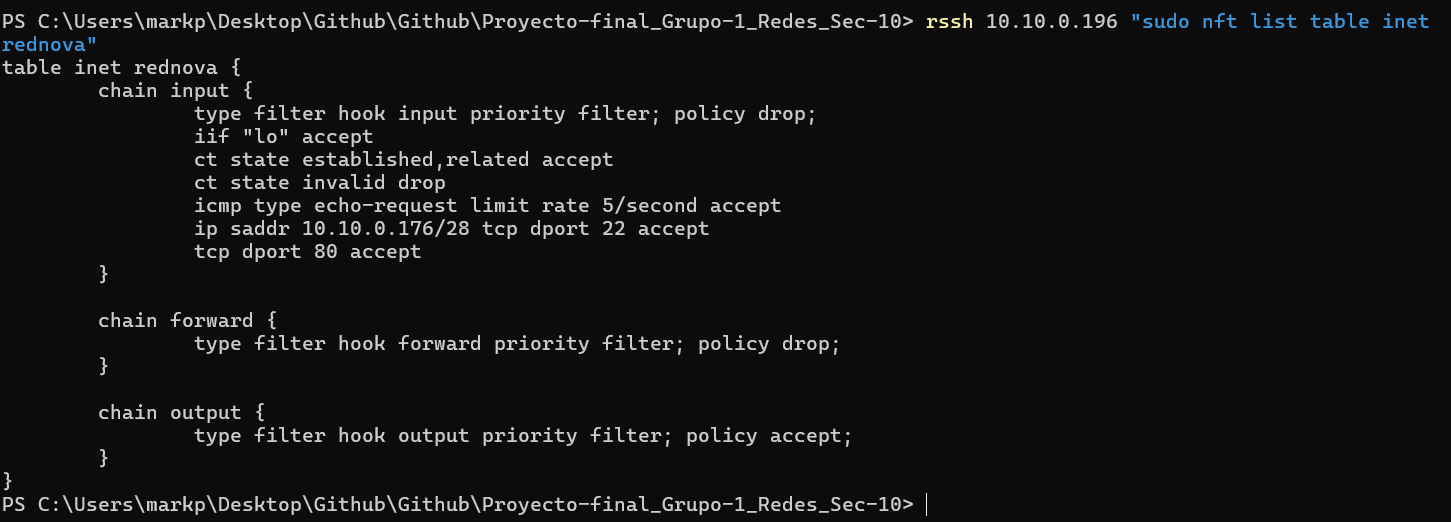 PS C:\Users\markp\Desktop\Github\Github\Proyecto-final_Grupo-1_Redes_Sec-10> rssh 10.10.0.196 "sudo nft list table inet
rednova"
table inet rednova {
        chain input {
                type filter hook input priority filter; policy drop;
                iif "lo" accept
                ct state established,related accept
                ct state invalid drop
                icmp type echo-request limit rate 5/second accept
                ip saddr 10.10.0.176/28 tcp dport 22 accept
                tcp dport 80 accept
        }

        chain forward {
                type filter hook forward priority filter; policy drop;
        }

        chain output {
                type filter hook output priority filter; policy accept;
        }
}
PS C:\Users\markp\Desktop\Github\Github\Proyecto-final_Grupo-1_Redes_Sec-10>